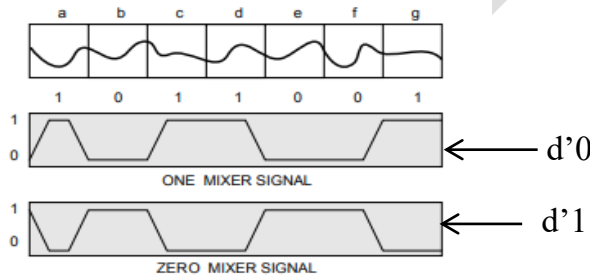 a b c d e f g
1 0 1 1 0 0 1
1
0
d'0
ONE MIXER SIGNAL
1
0
d'1
ZERO MIXER SIGNAL